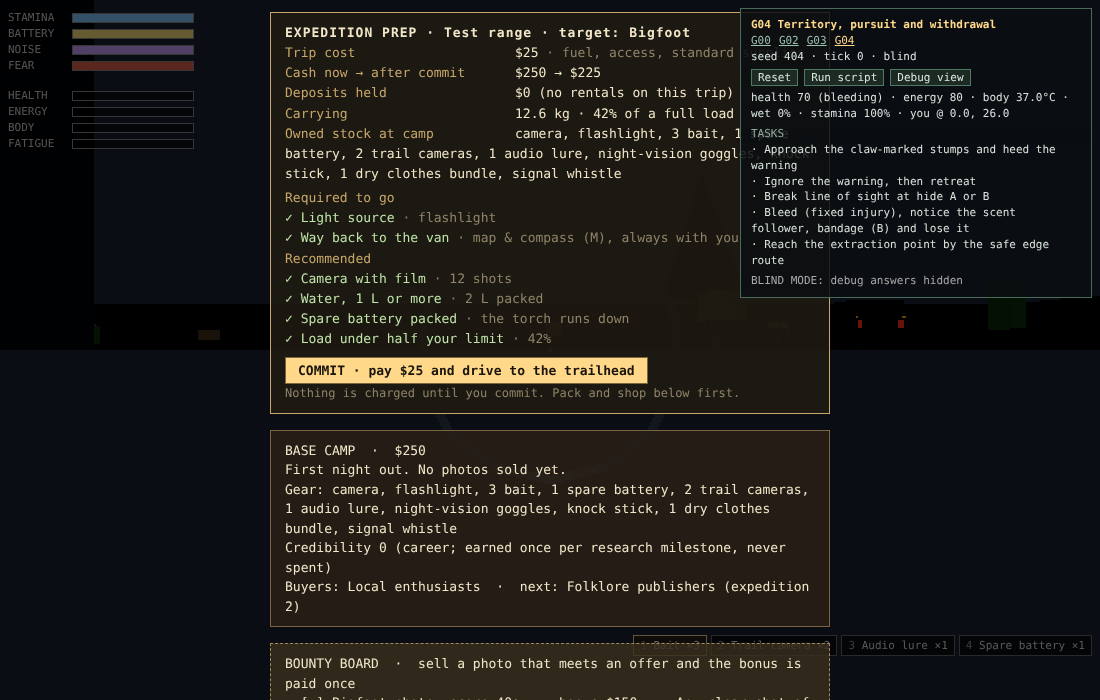 STAMINA
BATTERY
NOISE
FEAR
HEALTH
ENERGY
BODY
FATIGUE
EXPEDITION PREP · Test range · target: Bigfoot
Trip cost $25 · fuel, access, standard
Cash now → after commit $250 → $225
Deposits held $0 (no rentals on this trip)
Carrying 12.6 kg · 42% of a full load
Owned stock at camp camera, flashlight, 3 bait, 1 spare
battery, 2 trail cameras, 1 audio lure, night-vision goggles, knock
stick, 1 dry clothes bundle, signal whistle
Required to go
✓ Light source · flashlight
✓ Way back to the van · map & compass (M), always with you
Recommended
✓ Camera with film · 12 shots
✓ Water, 1 L or more · 2 L packed
✓ Spare battery packed · the torch runs down
✓ Load under half your limit · 42%
COMMIT · pay $25 and drive to the trailhead
Nothing is charged until you commit. Pack and shop below first.
G04 Territory, pursuit and withdrawal
G00 G02 G03 G04
seed 404 · tick 0 · blind
Reset Run script Debug view
health 70 (bleeding) · energy 80 · body 37.0°C ·
wet 0% · stamina 100% · you @ 0.0, 26.0
TASKS
· Approach the claw-marked stumps and heed the
warning
· Ignore the warning, then retreat
· Break line of sight at hide A or B
· Bleed (fixed injury), notice the scent
follower, bandage (B) and lose it
· Reach the extraction point by the safe edge
route
BLIND MODE: debug answers hidden
BASE CAMP · $250
First night out. No photos sold yet.
Gear: camera, flashlight, 3 bait, 1 spare battery, 2 trail cameras,
1 audio lure, night-vision goggles, knock stick, 1 dry clothes
bundle, signal whistle
Credibility 0 (career; earned once per research milestone, never
spent)
Buyers: Local enthusiasts · next: Folklore publishers (expedition
2)
1 Bait ×3 2 Trail camera ×2 3 Audio lure ×1 4 Spare battery ×1
BOUNTY BOARD · sell a photo that meets an offer and the bonus is
paid once